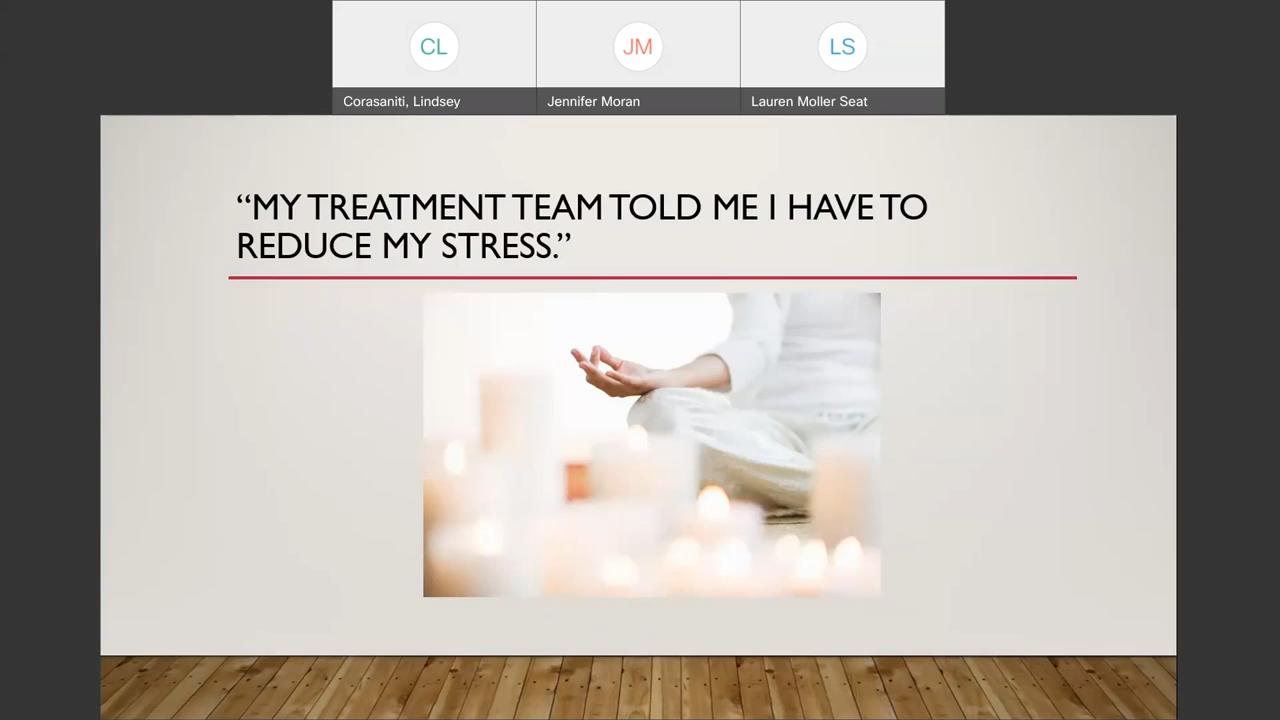 CL
JM
LS
Corasaniti, Lindsey
Jennifer Moran
Lauren Moller Seat
“MY TREATMENT TEAM TOLD ME I HAVE TO
REDUCE MY STRESS.”